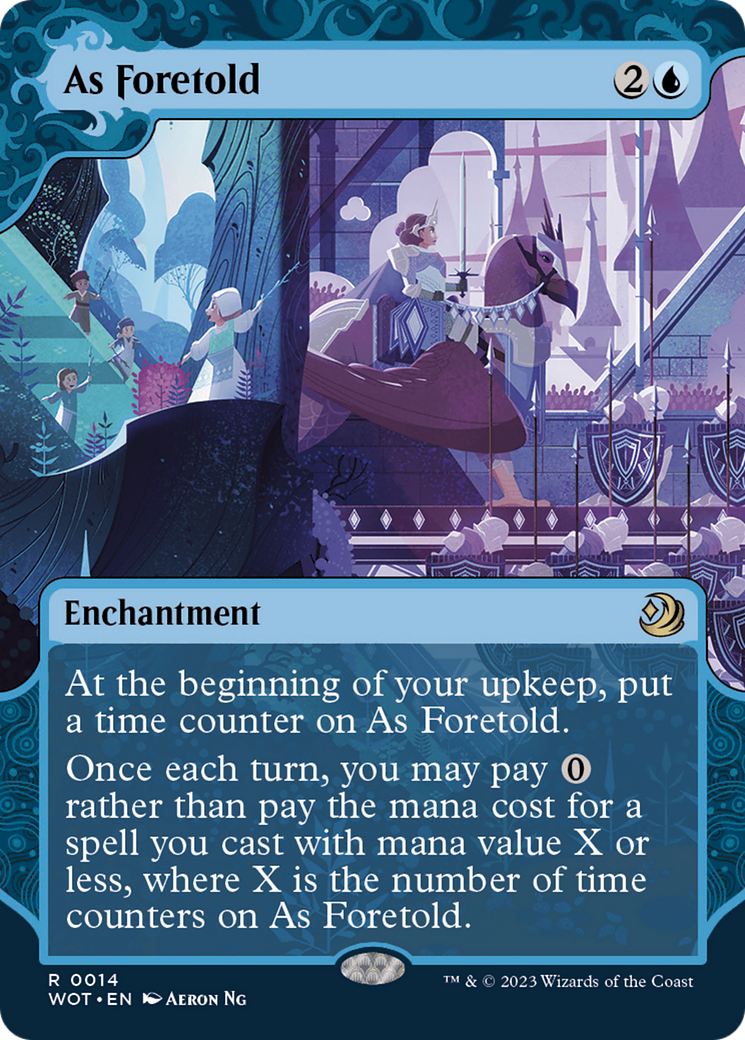 As Foretold 2
Enchantment
At the beginning of your upkeep, put
a time counter on As Foretold.
Once each turn, you may pay 0
rather than pay the mana cost for a
spell you cast with mana value X or
less, where X is the number of time
counters on As Foretold.
R 0014
WOT • EN Aeron Ng
™ & © 2023 Wizards of the Coast